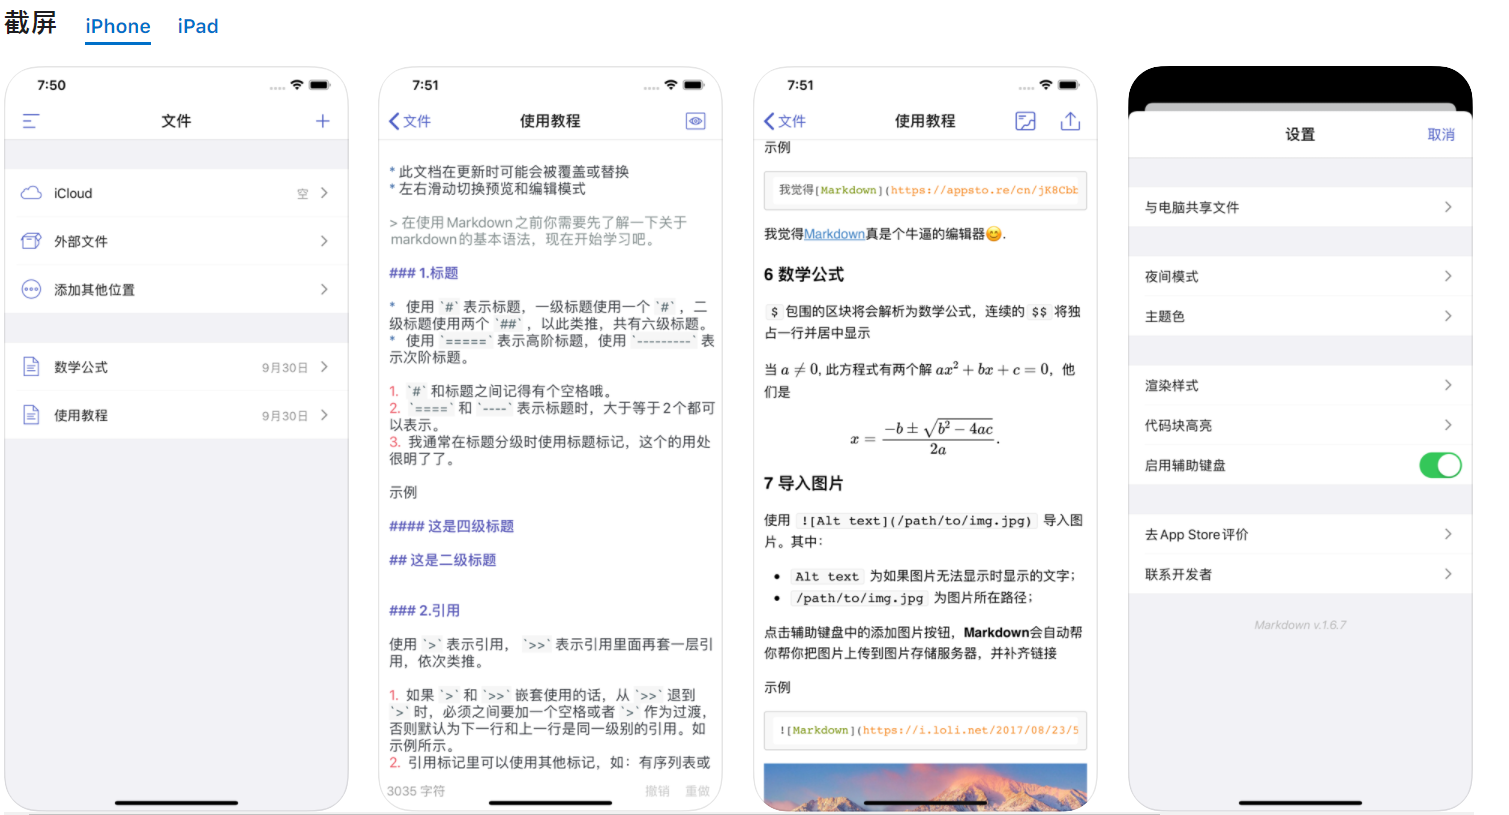 截屏 iPhone iPad
7:50
文件
iCloud 空
外部文件
添加其他位置
数学公式 9月30日
使用教程 9月30日
7:51
文件 使用教程
* 此文档在更新时可能会被覆盖或替换
* 左右滑动切换预览和编辑模式
> 在使用Markdown之前你需要先了解一下关于
markdown的基本语法，现在开始学习吧。
### 1.标题
* 使用 `#` 表示标题，一级标题使用一个 `#` ，二
级标题使用两个 `##` ，以此类推，共有六级标题。
* 使用 `=====` 表示高阶标题，使用 `---------` 表
示次阶标题。
1. `#` 和标题之间记得有个空格哦。
2. `====` 和 `----` 表示标题时，大于等于2个都可
以表示。
3. 我通常在标题分级时使用标题标记，这个的用处
很明了了。
示例
#### 这是四级标题
## 这是二级标题
### 2.引用
使用 `>` 表示引用， `>>` 表示引用里面再套一层引
用，依次类推。
1. 如果 `>` 和 `>>` 嵌套使用的话，从 `>>` 退到
`>` 时，必须之间要加一个空格或者 `>` 作为过渡，
否则默认为下一行和上一行是同一级别的引用。如
示例所示。
2. 引用标记里可以使用其他标记，如：有序列表或
3035 字符 撤销 重做
7:51
文件 使用教程
示例
我觉得[Markdown](https://appsto.re/cn/jK8Cbb
我觉得Markdown真是个牛逼的编辑器😊.
6 数学公式
$ 包围的区块将会解析为数学公式，连续的 $$ 将独
占一行并居中显示
当 a ≠ 0, 此方程式有两个解 ax² + bx + c = 0，他
们是
x = (-b ± √(b² − 4ac)) / 2a.
7 导入图片
使用 ![Alt text](/path/to/img.jpg) 导入图
片。其中：
• Alt text 为如果图片无法显示时显示的文字；
• /path/to/img.jpg 为图片所在路径；
点击辅助键盘中的添加图片按钮，Markdown会自动帮
你帮你把图片上传到图片存储服务器，并补齐链接
示例
![Markdown](https://i.loli.net/2017/08/23/5
设置 取消
与电脑共享文件
夜间模式
主题色
渲染样式
代码块高亮
启用辅助键盘
去App Store评价
联系开发者
Markdown v.1.6.7